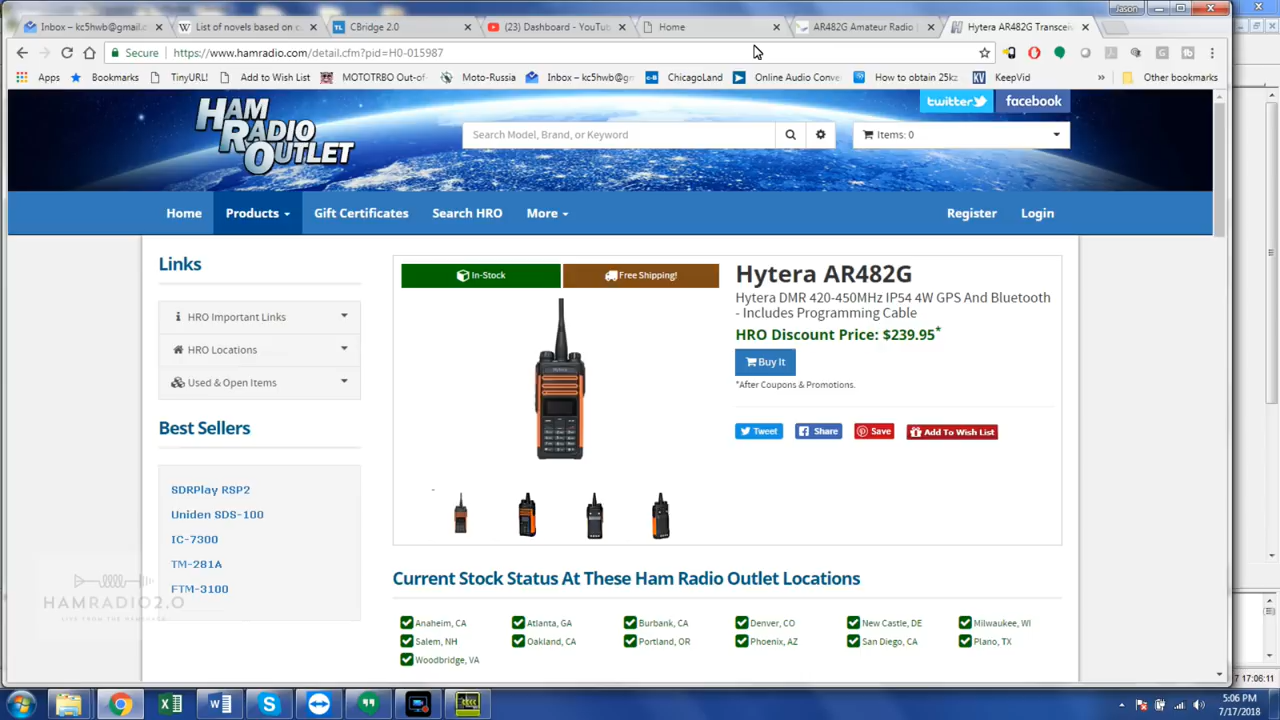 Jason
Inbox – kc5hwb@gmail.c
List of novels based on c
CBridge 2.0
(23) Dashboard - YouTub
Home
AR482G Amateur Radio
Hytera AR482G Transcei
Secure
https://www.hamradio.com/detail.cfm?pid=H0-015987
Apps
Bookmarks
TinyURL!
Add to Wish List
MOTOTRBO Out-of
Moto-Russia
Inbox – kc5hwb@gm
ChicagoLand
Online Audio Conve
How to obtain 25kz
KeepVid
Other bookmarks
HAM RADIO OUTLET
twitter
facebook
Search Model, Brand, or Keyword
Items: 0
Home
Products
Gift Certificates
Search HRO
More
Register
Login
Links
HRO Important Links
HRO Locations
Used & Open Items
Best Sellers
SDRPlay RSP2
Uniden SDS-100
IC-7300
TM-281A
FTM-3100
HAMRADIO2.0
LIVE FROM THE HAMSHACK
In-Stock
Free Shipping!
Hytera AR482G
Hytera DMR 420-450MHz IP54 4W GPS And Bluetooth
- Includes Programming Cable
HRO Discount Price: $239.95*
Buy It
*After Coupons & Promotions.
Tweet
Share
Save
Add To Wish List
Current Stock Status At These Ham Radio Outlet Locations
Anaheim, CA
Atlanta, GA
Burbank, CA
Denver, CO
New Castle, DE
Milwaukee, WI
Salem, NH
Oakland, CA
Portland, OR
Phoenix, AZ
San Diego, CA
Plano, TX
Woodbridge, VA
7 17:06:11
5:06 PM
7/17/2018